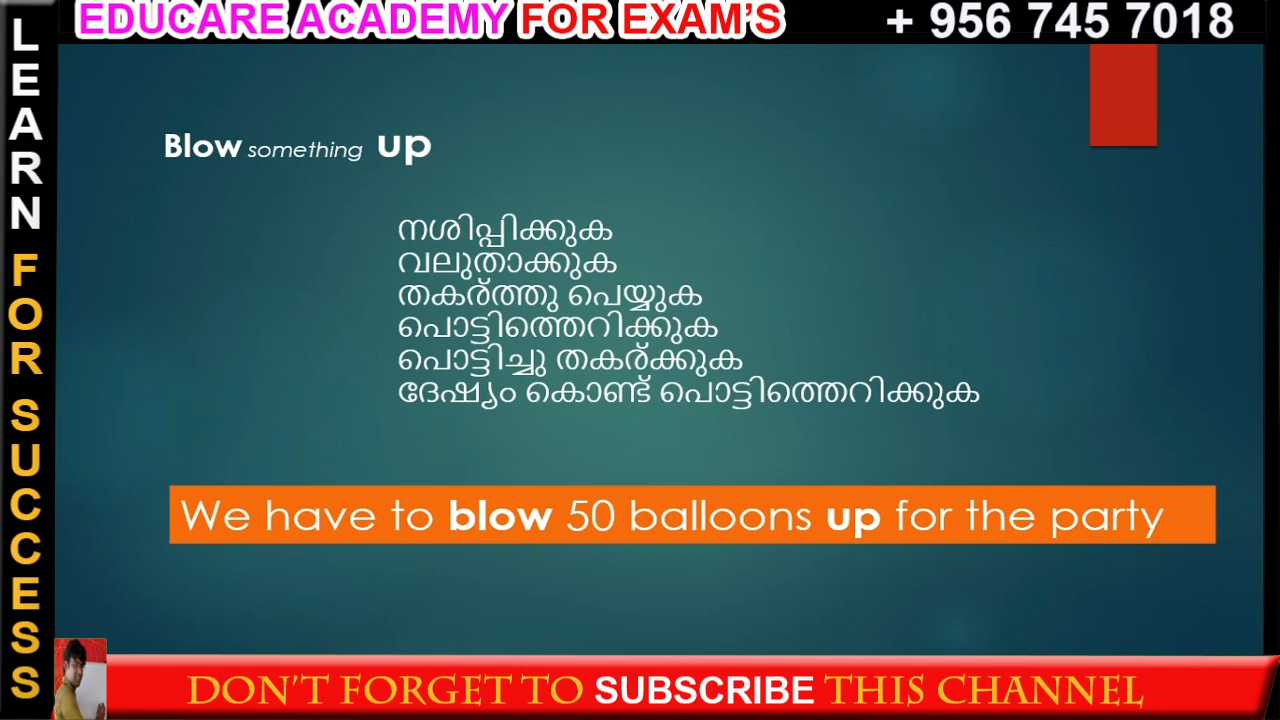 EDUCARE ACADEMY FOR EXAM'S
+ 956 745 7018
LEARN FOR SUCCESS
Blow something up
നശിപ്പിക്കുക
വലുതാക്കുക
തകര്ത്തു പെയ്യുക
പൊട്ടിത്തെറിക്കുക
പൊട്ടിച്ചു തകര്ക്കുക
ദേഷ്യം കൊണ്ട് പൊട്ടിത്തെറിക്കുക
We have to blow 50 balloons up for the party
DON'T FORGET TO SUBSCRIBE THIS CHANNEL